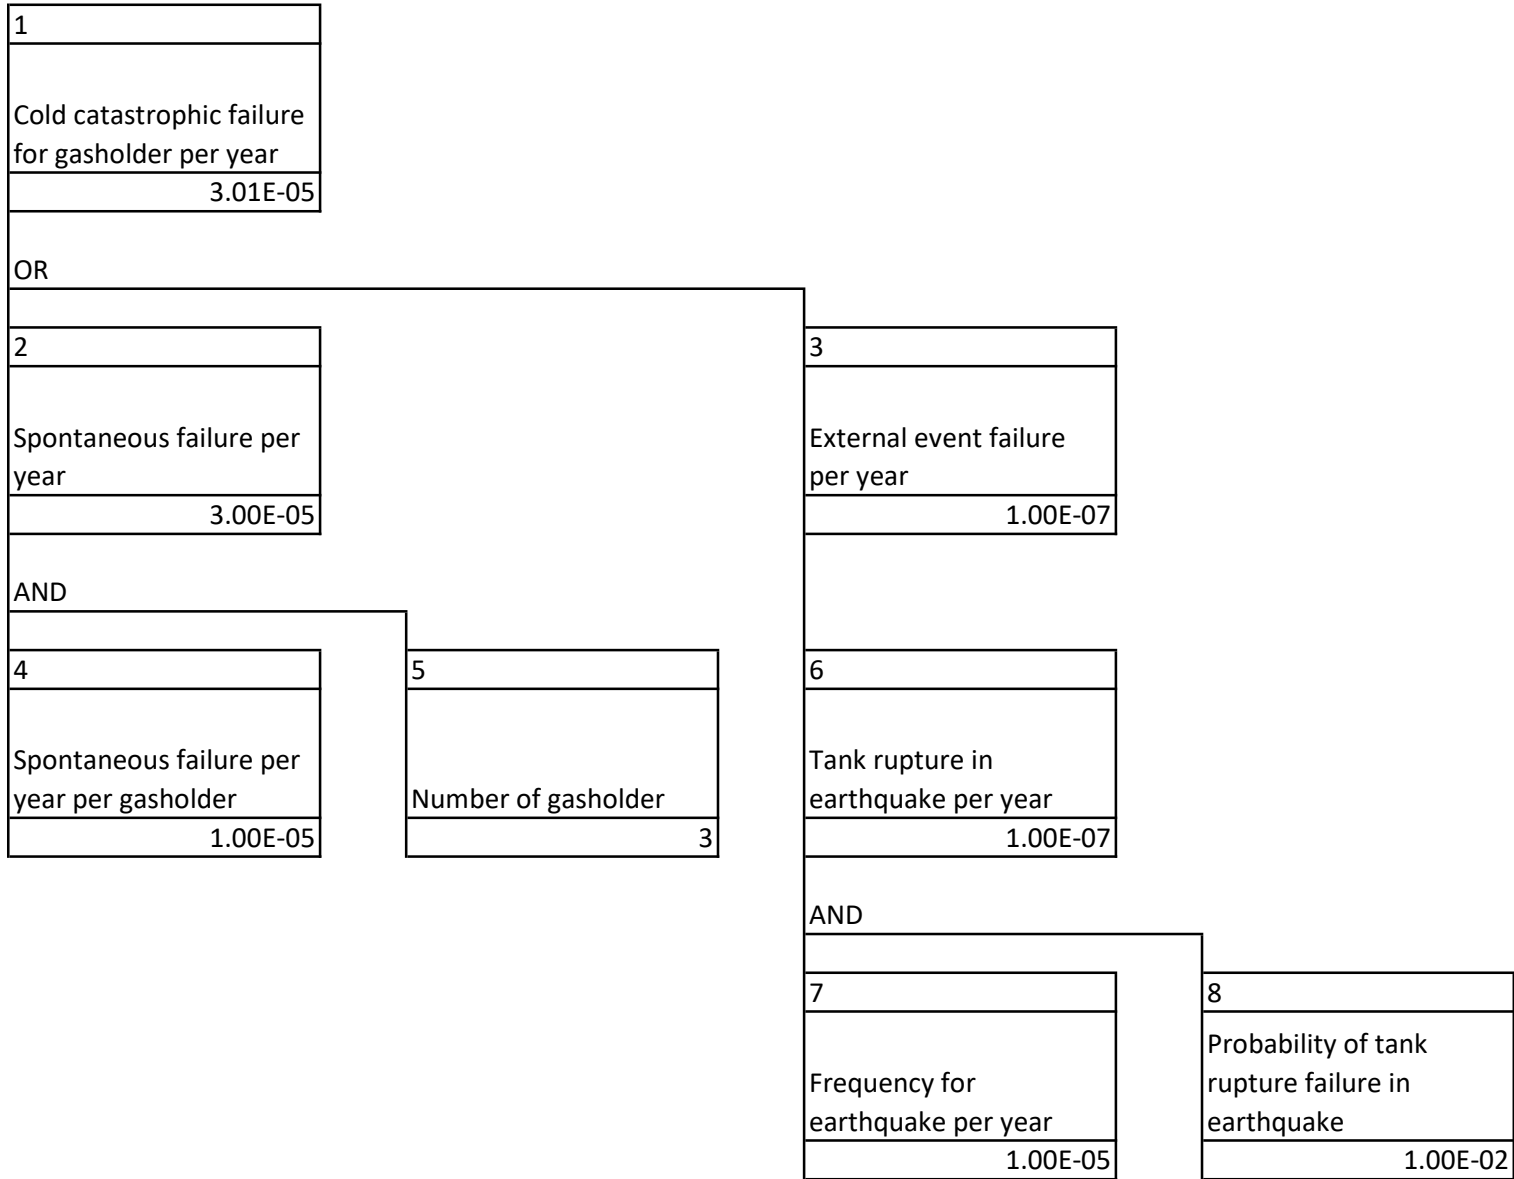 1
Cold catastrophic failure
for gasholder per year
3.01E-05
OR
2
Spontaneous failure per
year
3.00E-05
3
External event failure
per year
1.00E-07
AND
4
Spontaneous failure per
year per gasholder
1.00E-05
5
Number of gasholder
3
6
Tank rupture in
earthquake per year
1.00E-07
AND
7
Frequency for
earthquake per year
1.00E-05
8
Probability of tank
rupture failure in
earthquake
1.00E-02